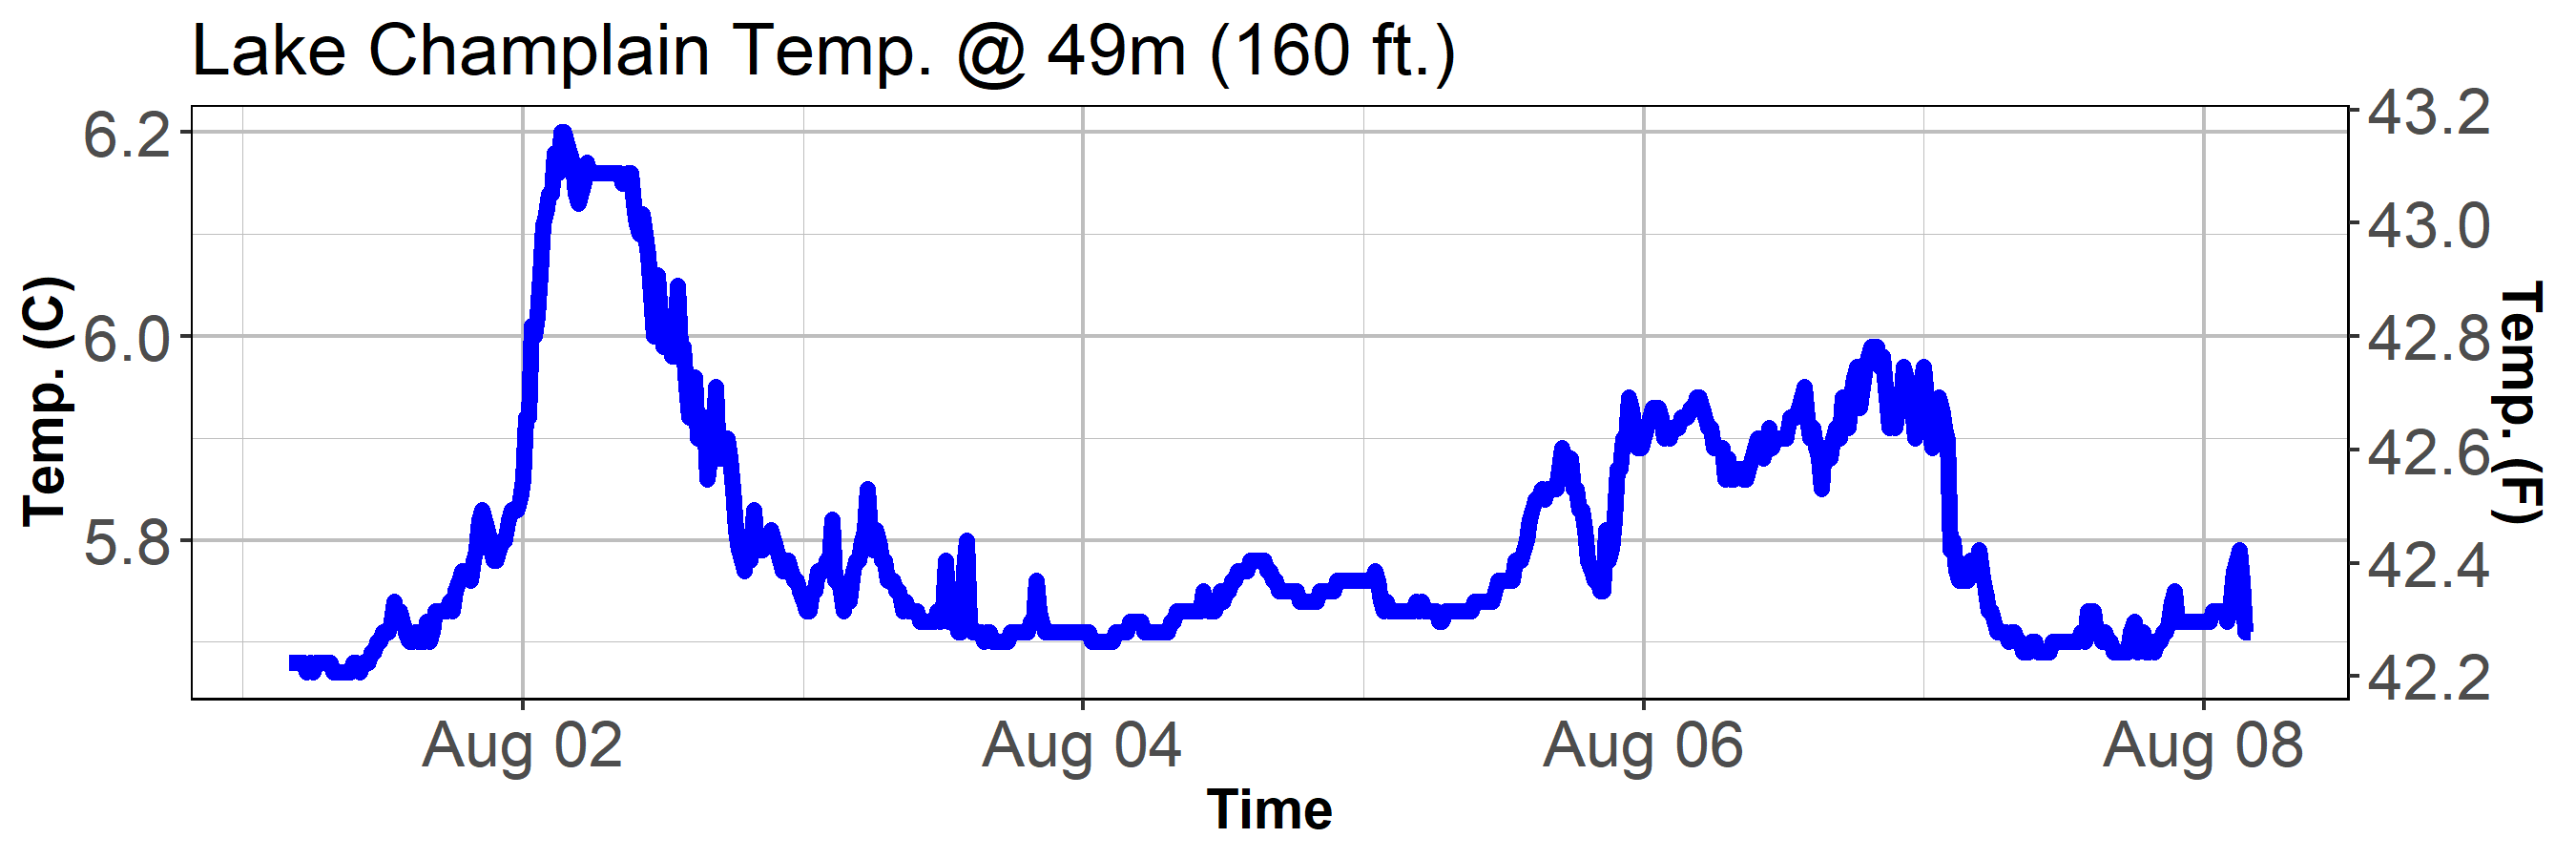 Lake Champlain Temp. @ 49m (160 ft.)
Temp. (C)
6.2
6.0
5.8
43.2
43.0
42.8
42.6
42.4
42.2
Temp. (F)
Aug 02 Aug 04 Aug 06 Aug 08
Time